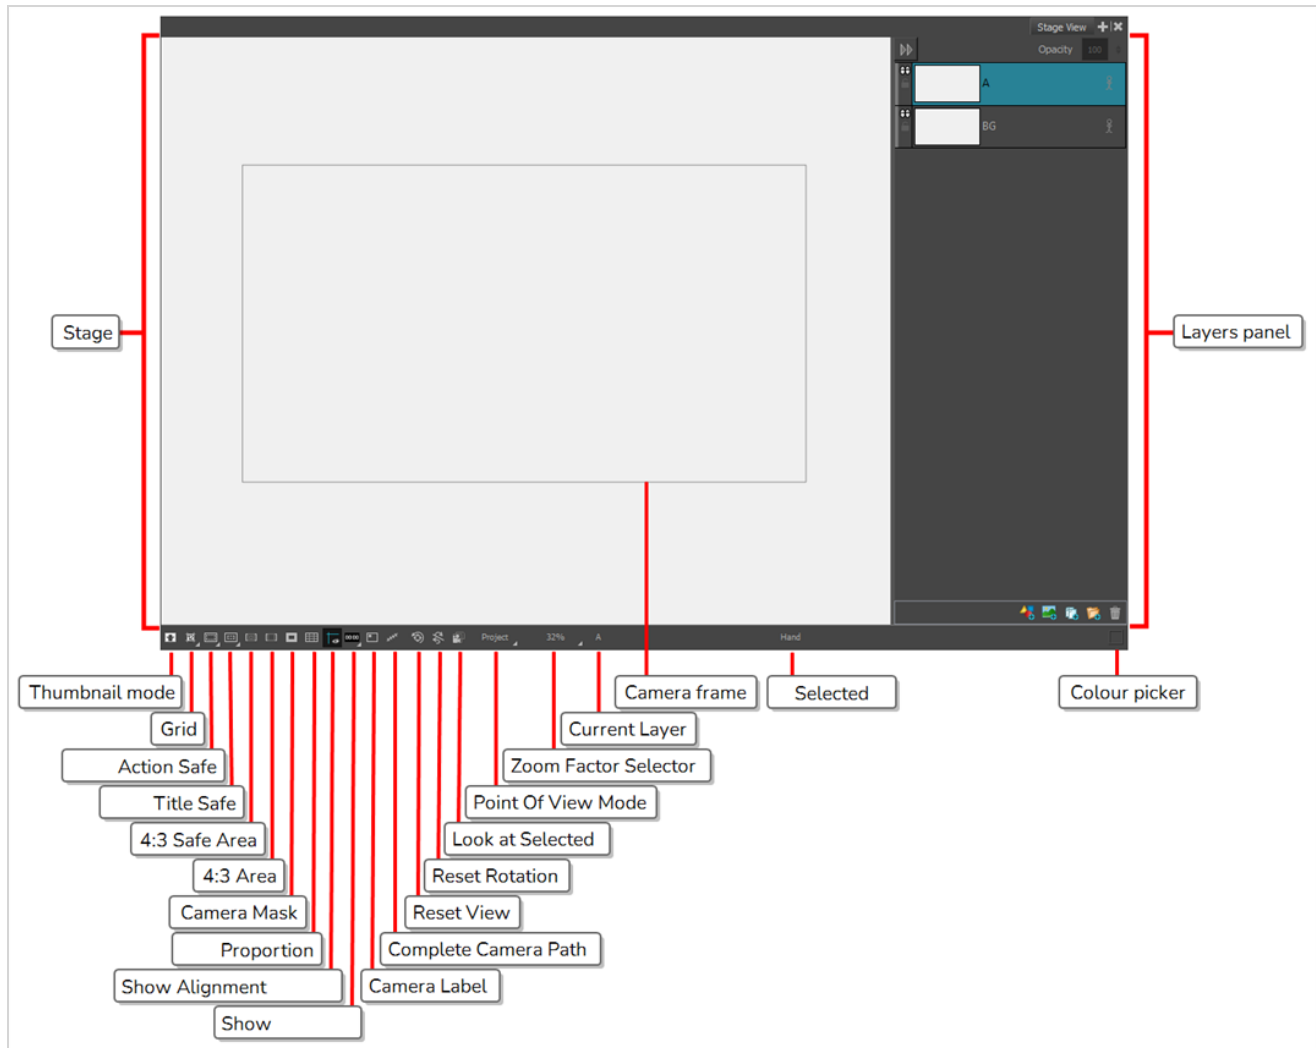 Stage View
Opacity 100
A
BG
Stage
Layers panel
00:00 Project 32% A Hand
Thumbnail mode
Camera frame
Selected
Colour picker
Grid
Current Layer
Action Safe
Zoom Factor Selector
Title Safe
Point Of View Mode
4:3 Safe Area
Look at Selected
4:3 Area
Reset Rotation
Camera Mask
Reset View
Proportion
Complete Camera Path
Show Alignment
Camera Label
Show